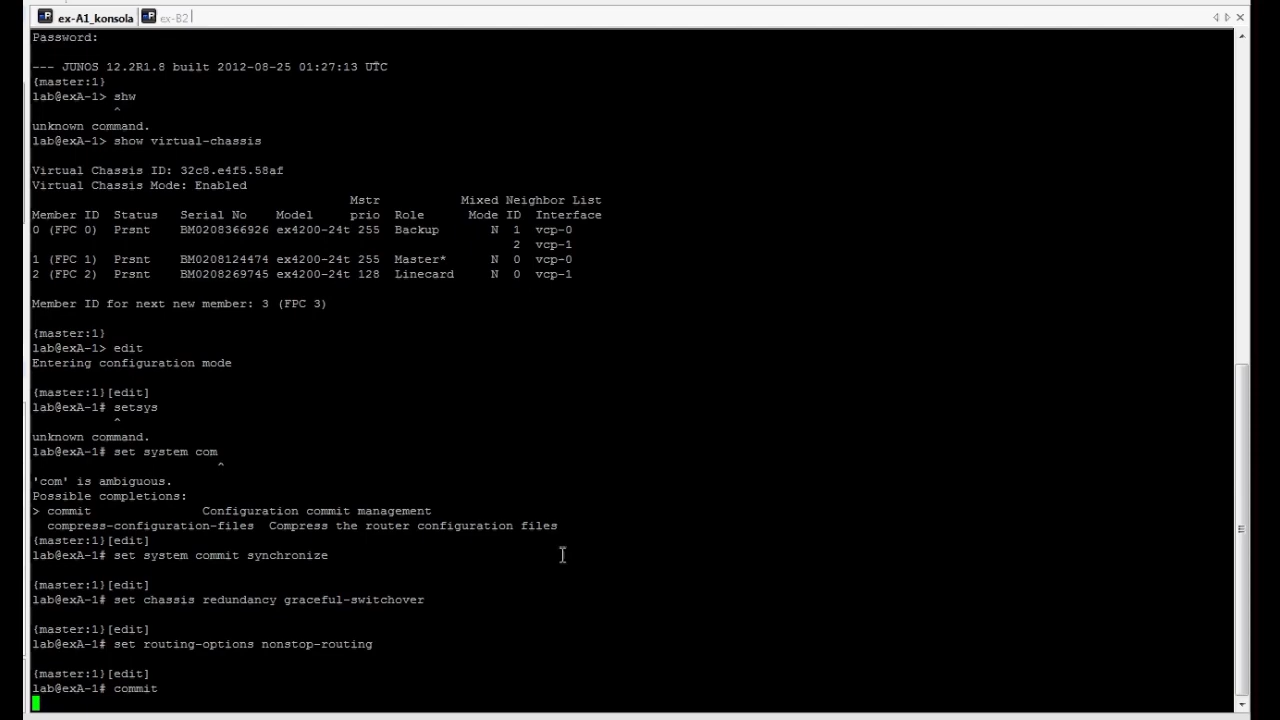 ex-A1_konsola ex-B2
Password:
--- JUNOS 12.2R1.8 built 2012-08-25 01:27:13 UTC
{master:1}
lab@exA-1> shw
^
unknown command.
lab@exA-1> show virtual-chassis
Virtual Chassis ID: 32c8.e4f5.58af
Virtual Chassis Mode: Enabled
Mstr Mixed Neighbor List
Member ID Status Serial No Model prio Role Mode ID Interface
0 (FPC 0) Prsnt BM0208366926 ex4200-24t 255 Backup N 1 vcp-0
2 vcp-1
1 (FPC 1) Prsnt BM0208124474 ex4200-24t 255 Master* N 0 vcp-0
2 (FPC 2) Prsnt BM0208269745 ex4200-24t 128 Linecard N 0 vcp-1
Member ID for next new member: 3 (FPC 3)
{master:1}
lab@exA-1> edit
Entering configuration mode
{master:1}[edit]
lab@exA-1# setsys
^
unknown command.
lab@exA-1# set system com
^
'com' is ambiguous.
Possible completions:
> commit Configuration commit management
compress-configuration-files Compress the router configuration files
{master:1}[edit]
lab@exA-1# set system commit synchronize
{master:1}[edit]
lab@exA-1# set chassis redundancy graceful-switchover
{master:1}[edit]
lab@exA-1# set routing-options nonstop-routing
{master:1}[edit]
lab@exA-1# commit